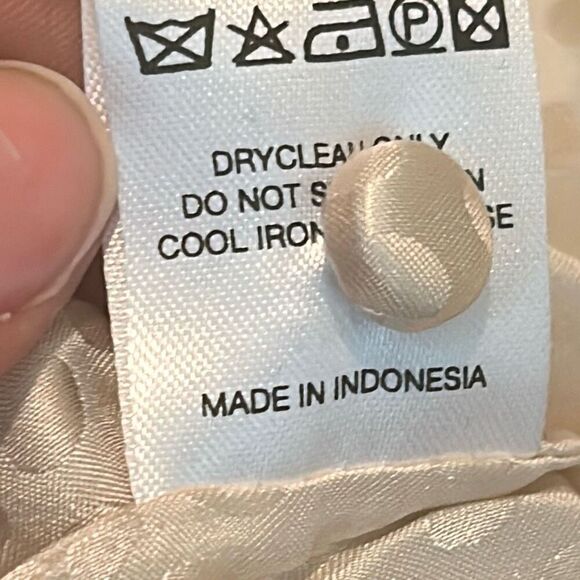 P
DRYCLEAN ONLY
DO NOT
COOL IRON
MADE IN INDONESIA